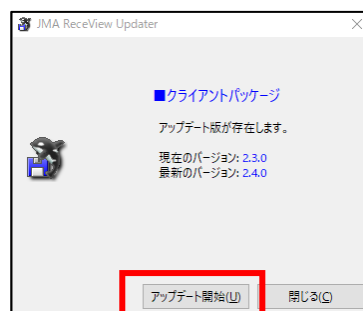 JMA ReceView Updater
■クライアントパッケージ
アップデート版が存在します。
現在のバージョン: 2.3.0
最新のバージョン: 2.4.0
アップデート開始(U)
閉じる(C)